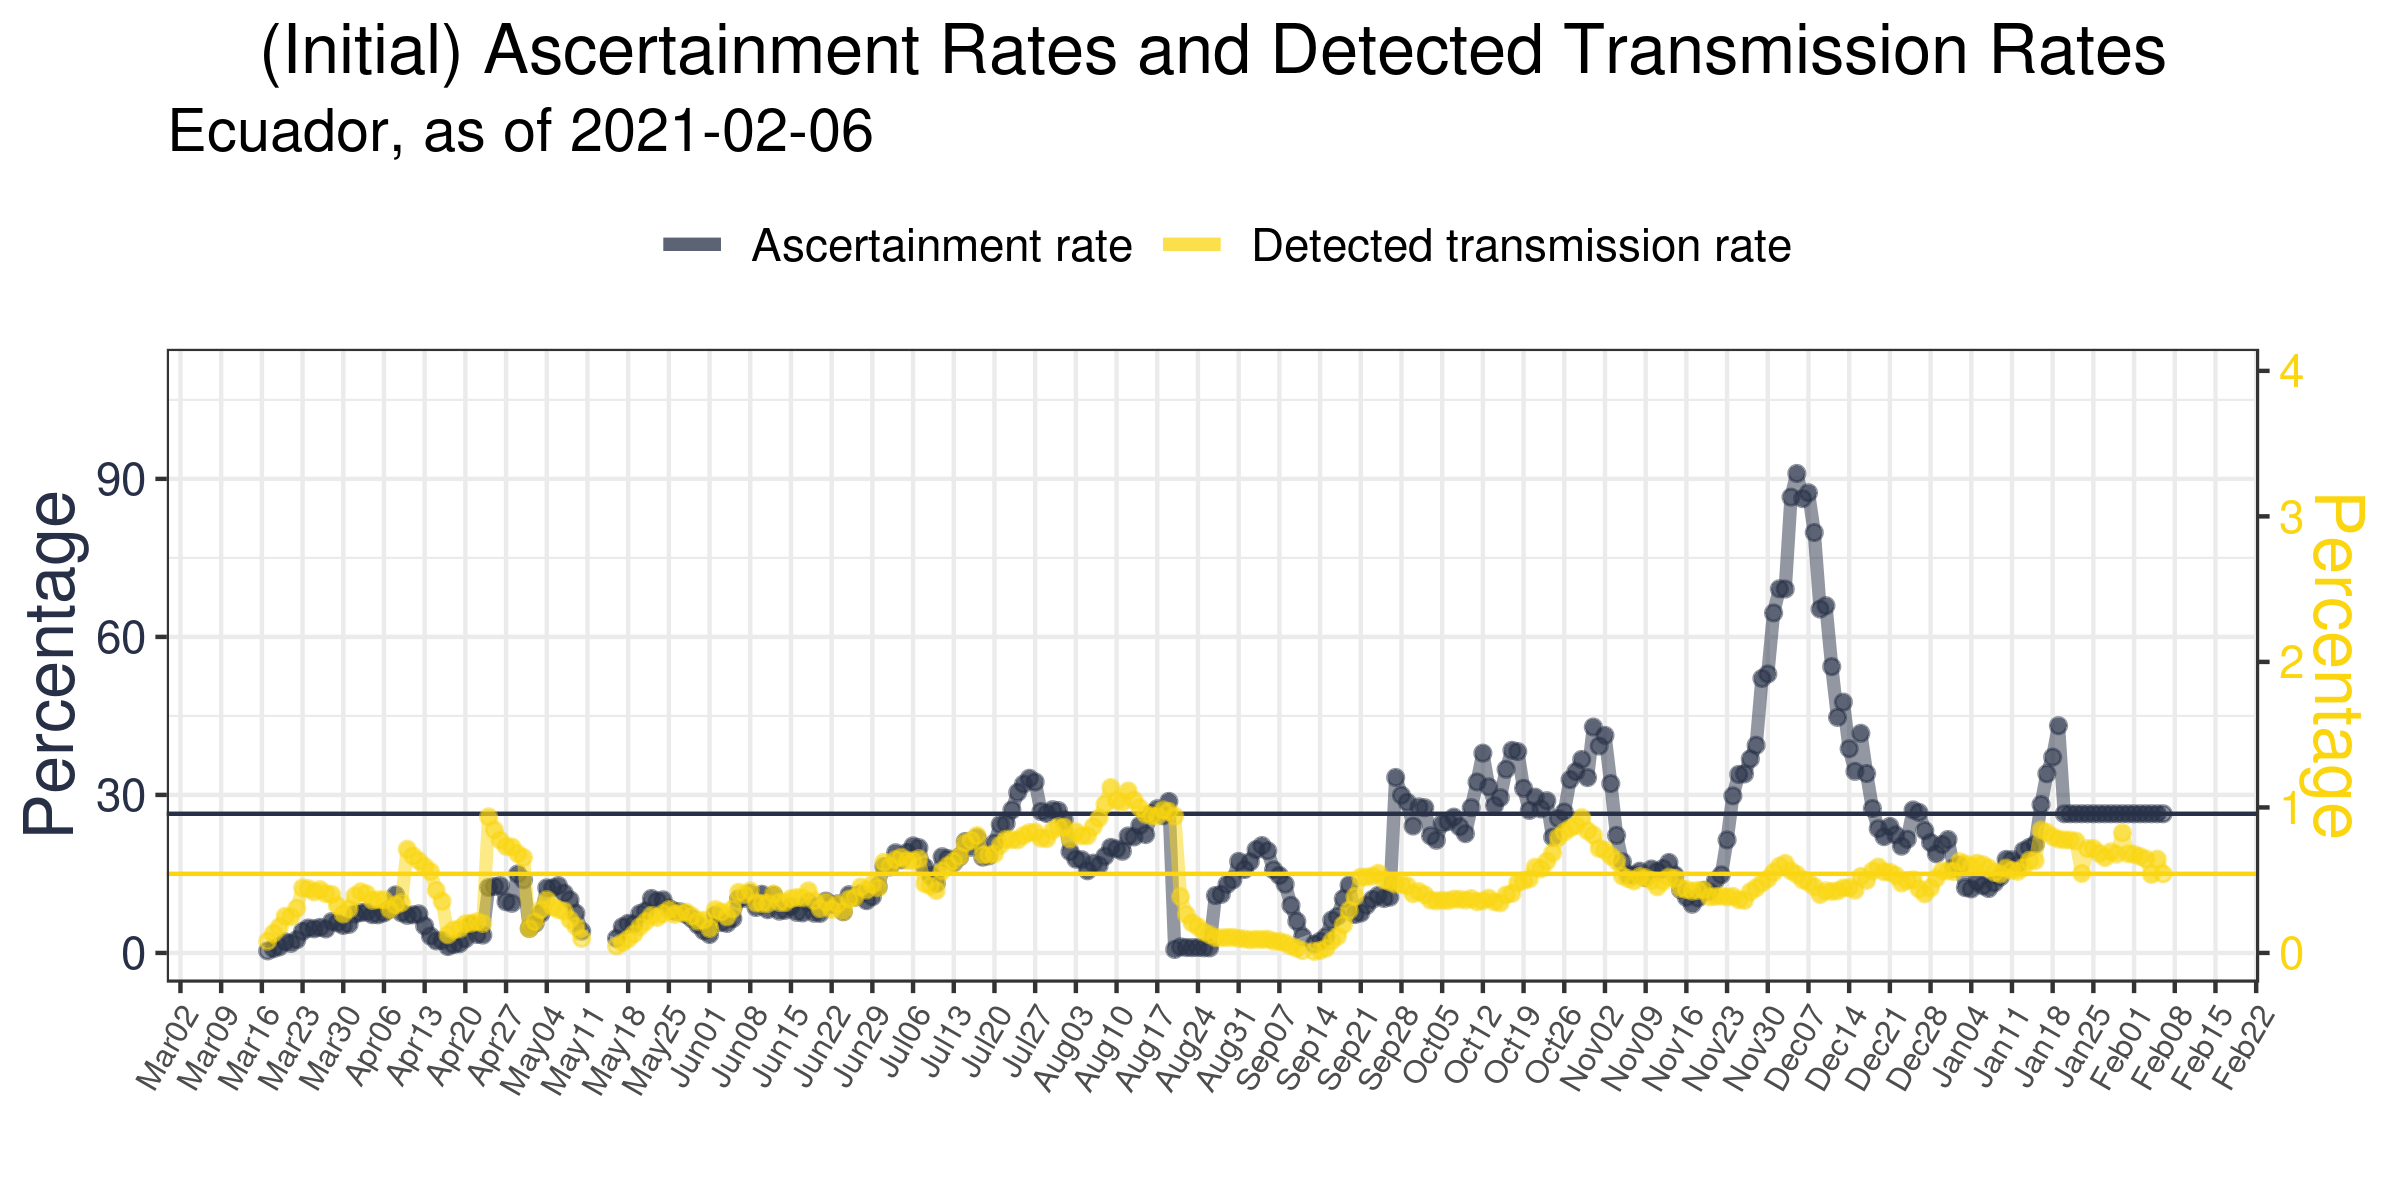 (Initial) Ascertainment Rates and Detected Transmission Rates
Ecuador, as of 2021-02-06
Ascertainment rate Detected transmission rate
Percentage
90
60
30
0
4
3
2
1
0
Percentage
Mar02 Mar09 Mar16 Mar23 Mar30 Apr06 Apr13 Apr20 Apr27 May04 May11 May18 May25 Jun01 Jun08 Jun15 Jun22 Jun29 Jul06 Jul13 Jul20 Jul27 Aug03 Aug10 Aug17 Aug24 Aug31 Sep07 Sep14 Sep21 Sep28 Oct05 Oct12 Oct19 Oct26 Nov02 Nov09 Nov16 Nov23 Nov30 Dec07 Dec14 Dec21 Dec28 Jan04 Jan11 Jan18 Jan25 Feb01 Feb08 Feb15 Feb22